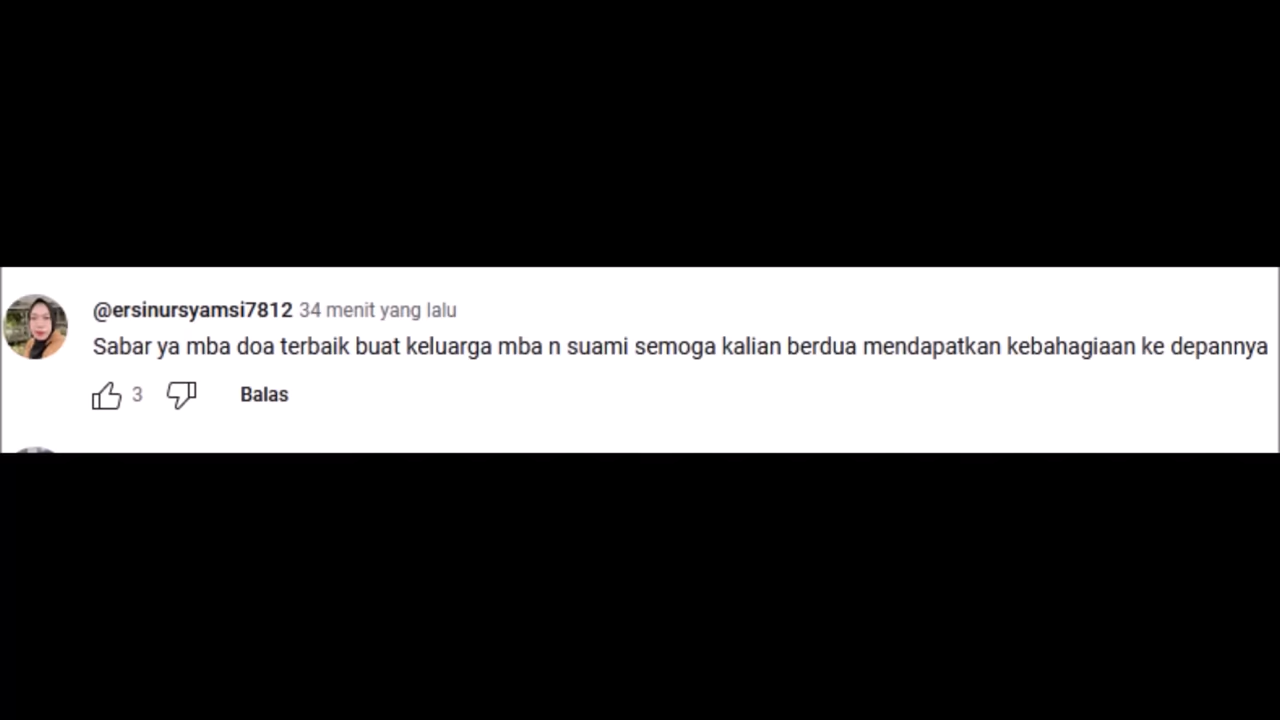 @ersinursyamsi7812 34 menit yang lalu
Sabar ya mba doa terbaik buat keluarga mba n suami semoga kalian berdua mendapatkan kebahagiaan ke depannya
3 Balas